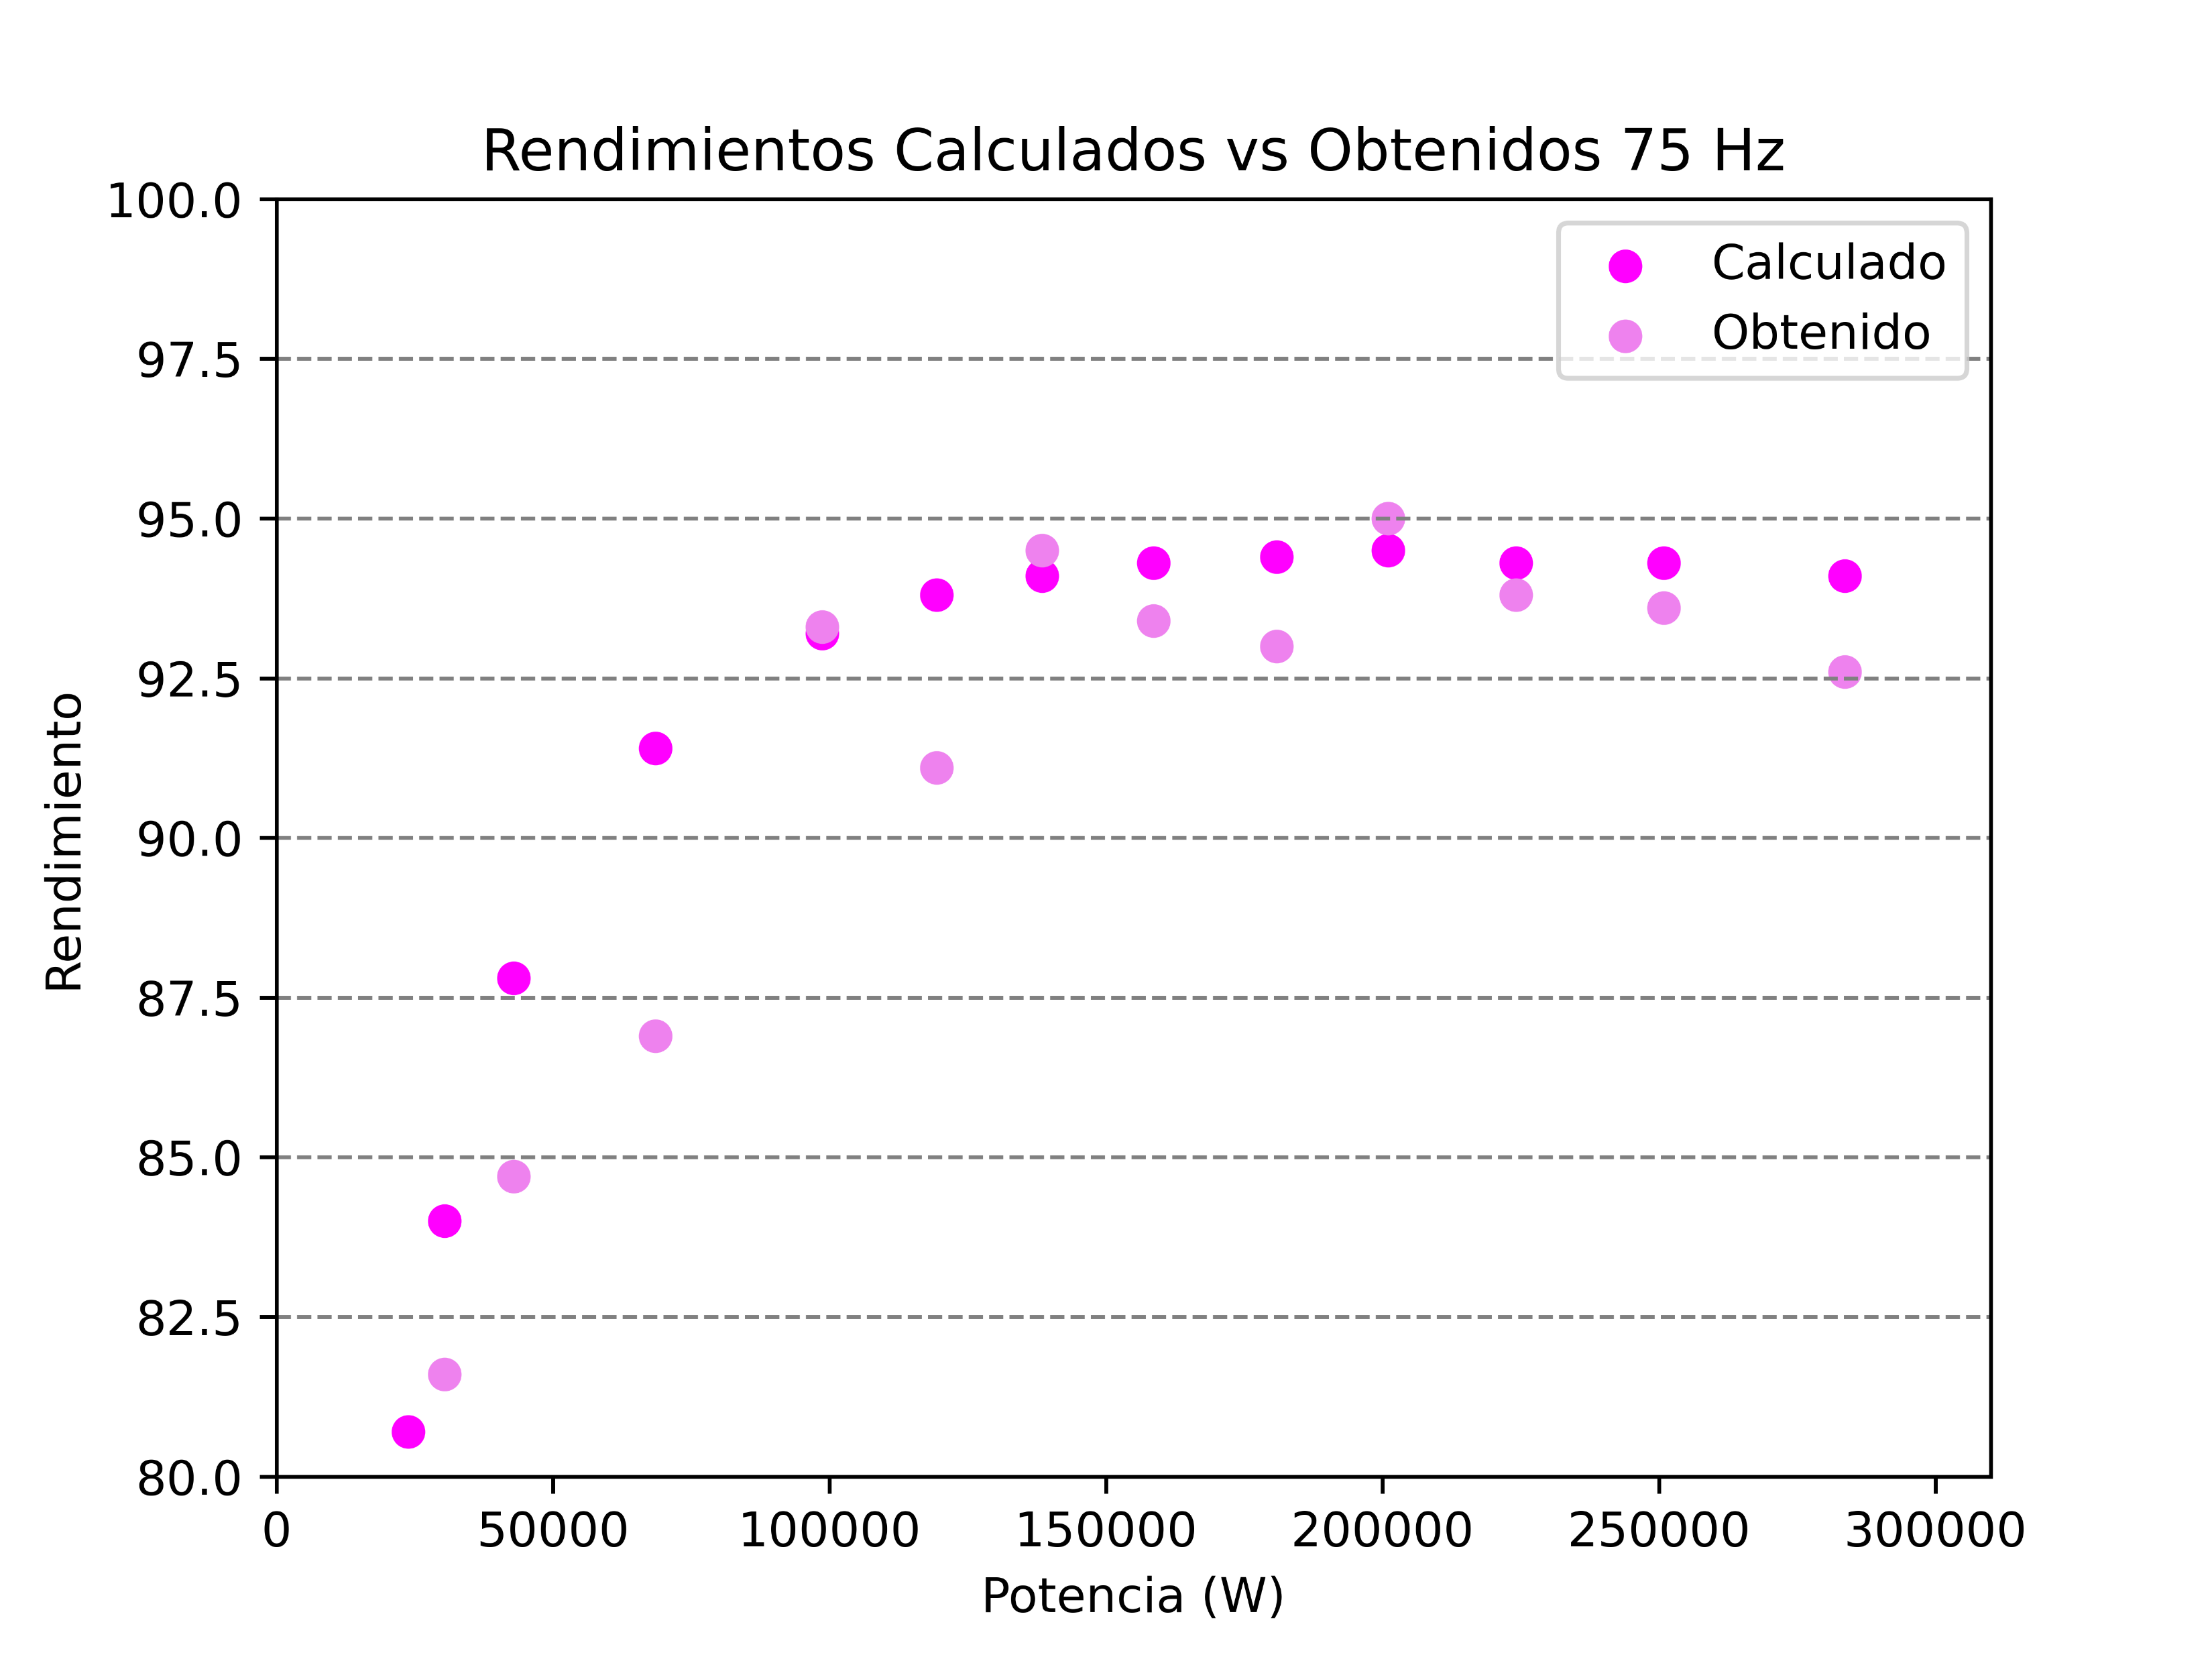 Rendimientos Calculados vs Obtenidos 75 Hz
Calculado
Obtenido
100.0
97.5
95.0
92.5
90.0
87.5
85.0
82.5
80.0
Rendimiento
0 50000 100000 150000 200000 250000 300000
Potencia (W)